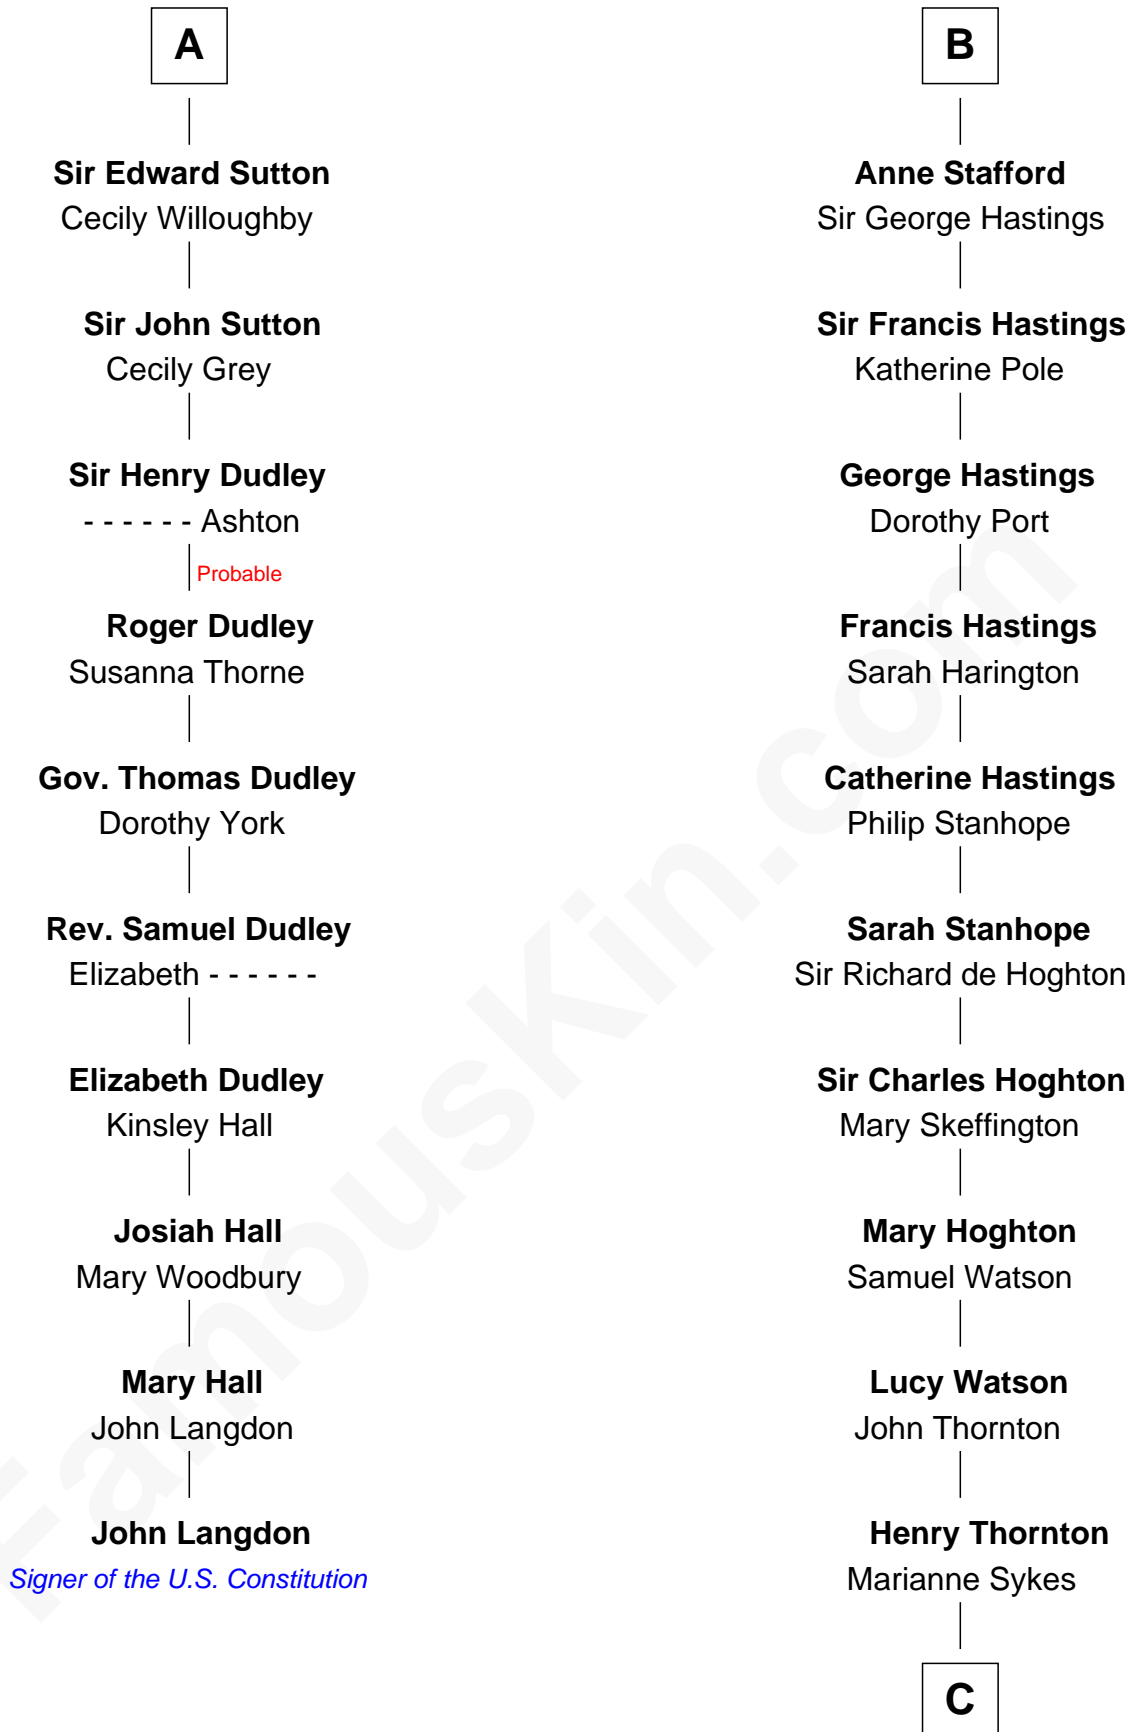 A
Sir Edward Sutton
Cecily Willoughby
Sir John Sutton
Cecily Grey
Sir Henry Dudley
- - - - - - Ashton
Probable
Roger Dudley
Susanna Thorne
Gov. Thomas Dudley
Dorothy York
Rev. Samuel Dudley
Elizabeth - - - - - -
Elizabeth Dudley
Kinsley Hall
Josiah Hall
Mary Woodbury
Mary Hall
John Langdon
John Langdon
Signer of the U.S. Constitution
B
Anne Stafford
Sir George Hastings
Sir Francis Hastings
Katherine Pole
George Hastings
Dorothy Port
Francis Hastings
Sarah Harington
Catherine Hastings
Philip Stanhope
Sarah Stanhope
Sir Richard de Hoghton
Sir Charles Hoghton
Mary Skeffington
Mary Hoghton
Samuel Watson
Lucy Watson
John Thornton
Henry Thornton
Marianne Sykes
C
FamousKin.com